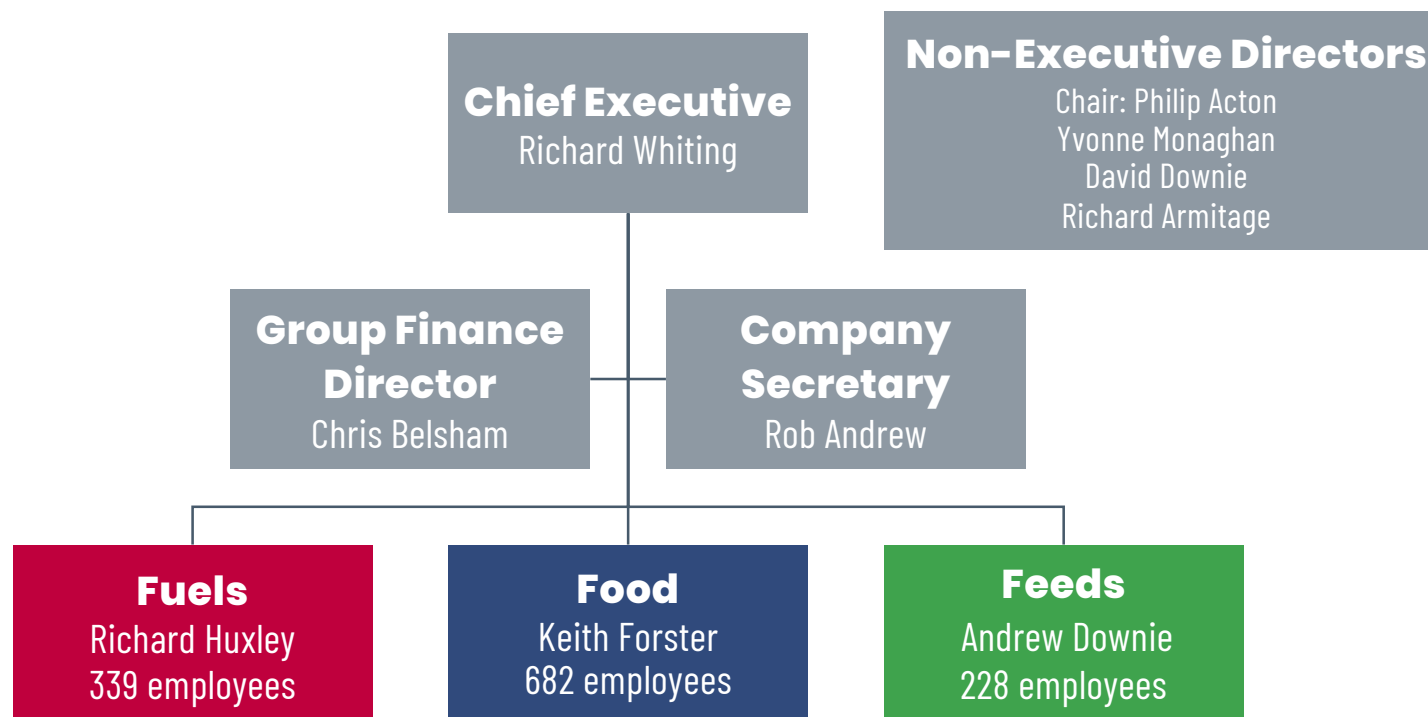 Chief Executive
Richard Whiting
Non-Executive Directors
Chair: Philip Acton
Yvonne Monaghan
David Downie
Richard Armitage
Group Finance
Director
Chris Belsham
Company
Secretary
Rob Andrew
Fuels
Richard Huxley
339 employees
Food
Keith Forster
682 employees
Feeds
Andrew Downie
228 employees